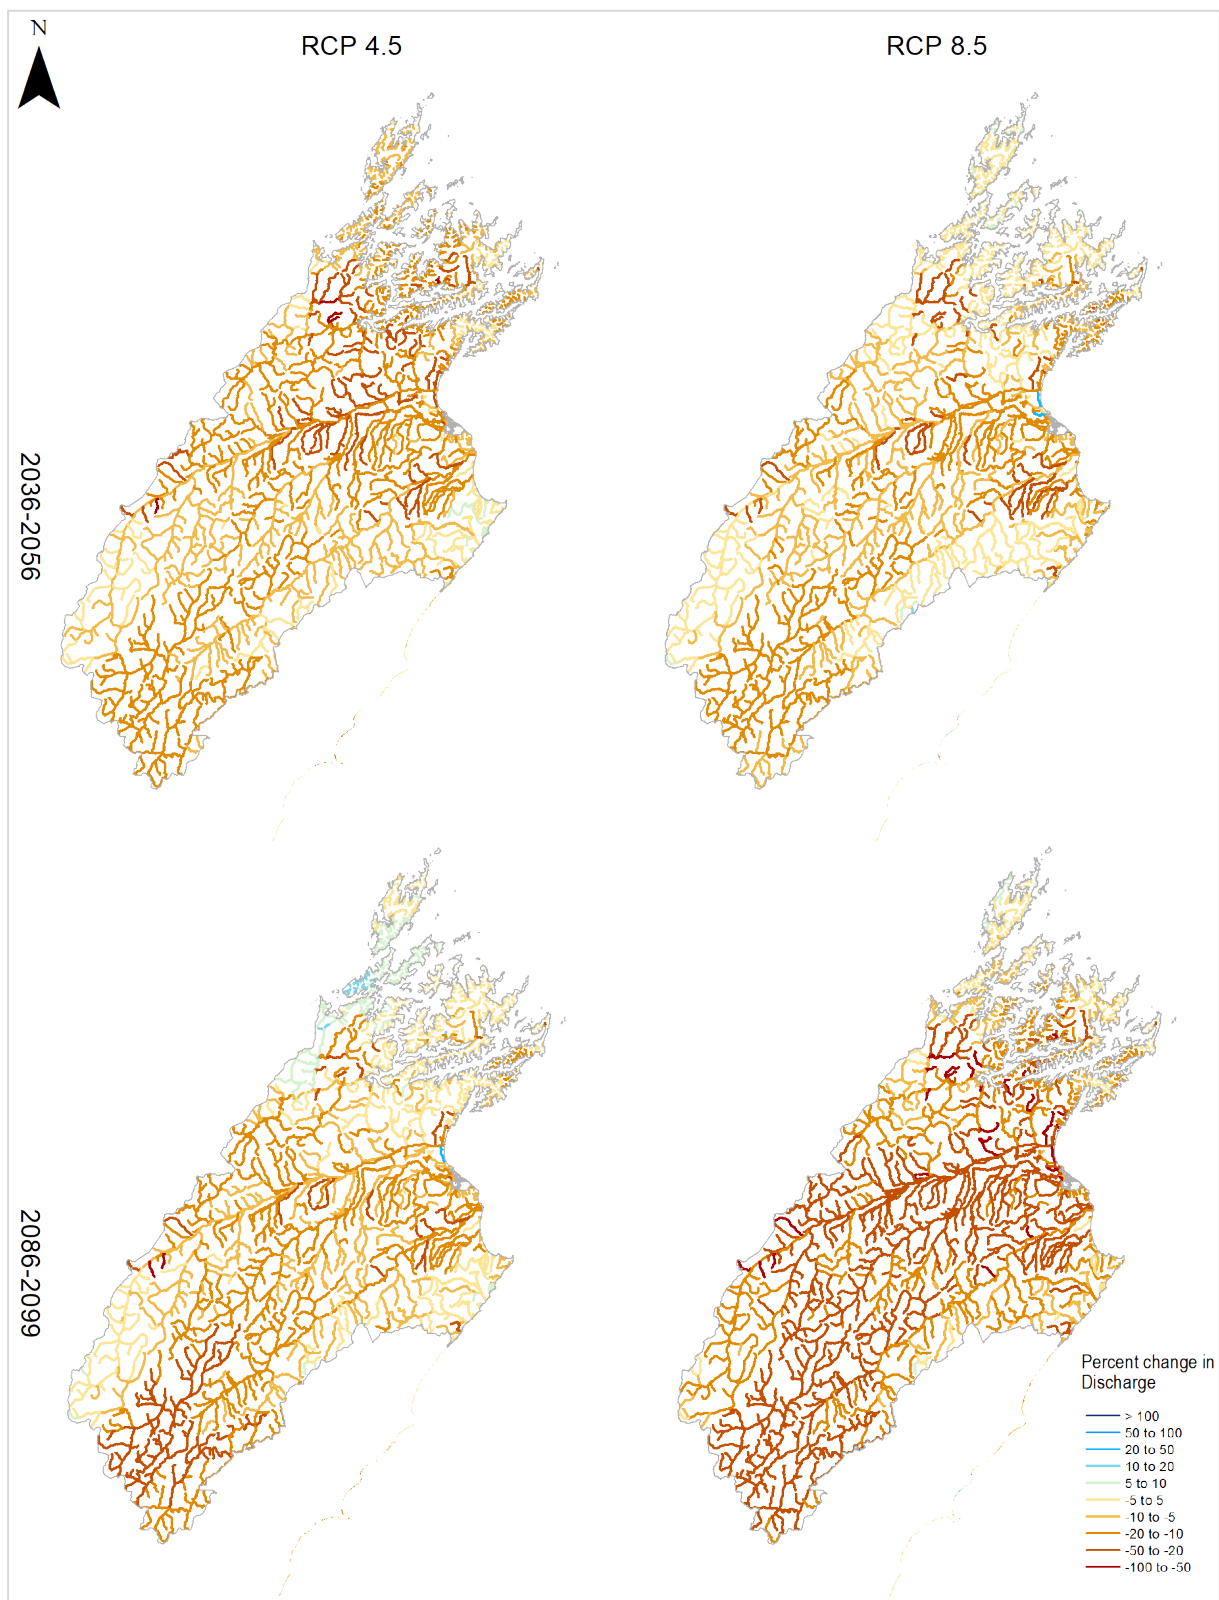 N
RCP 4.5
RCP 8.5
2036-2056
2086-2099
Percent change in
Discharge
> 100
50 to 100
20 to 50
10 to 20
5 to 10
-5 to 5
-10 to -5
-20 to -10
-50 to -20
-100 to -50